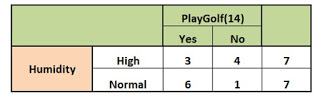 PlayGolf(14)
Yes No
Humidity High 3 4 7
Normal 6 1 7